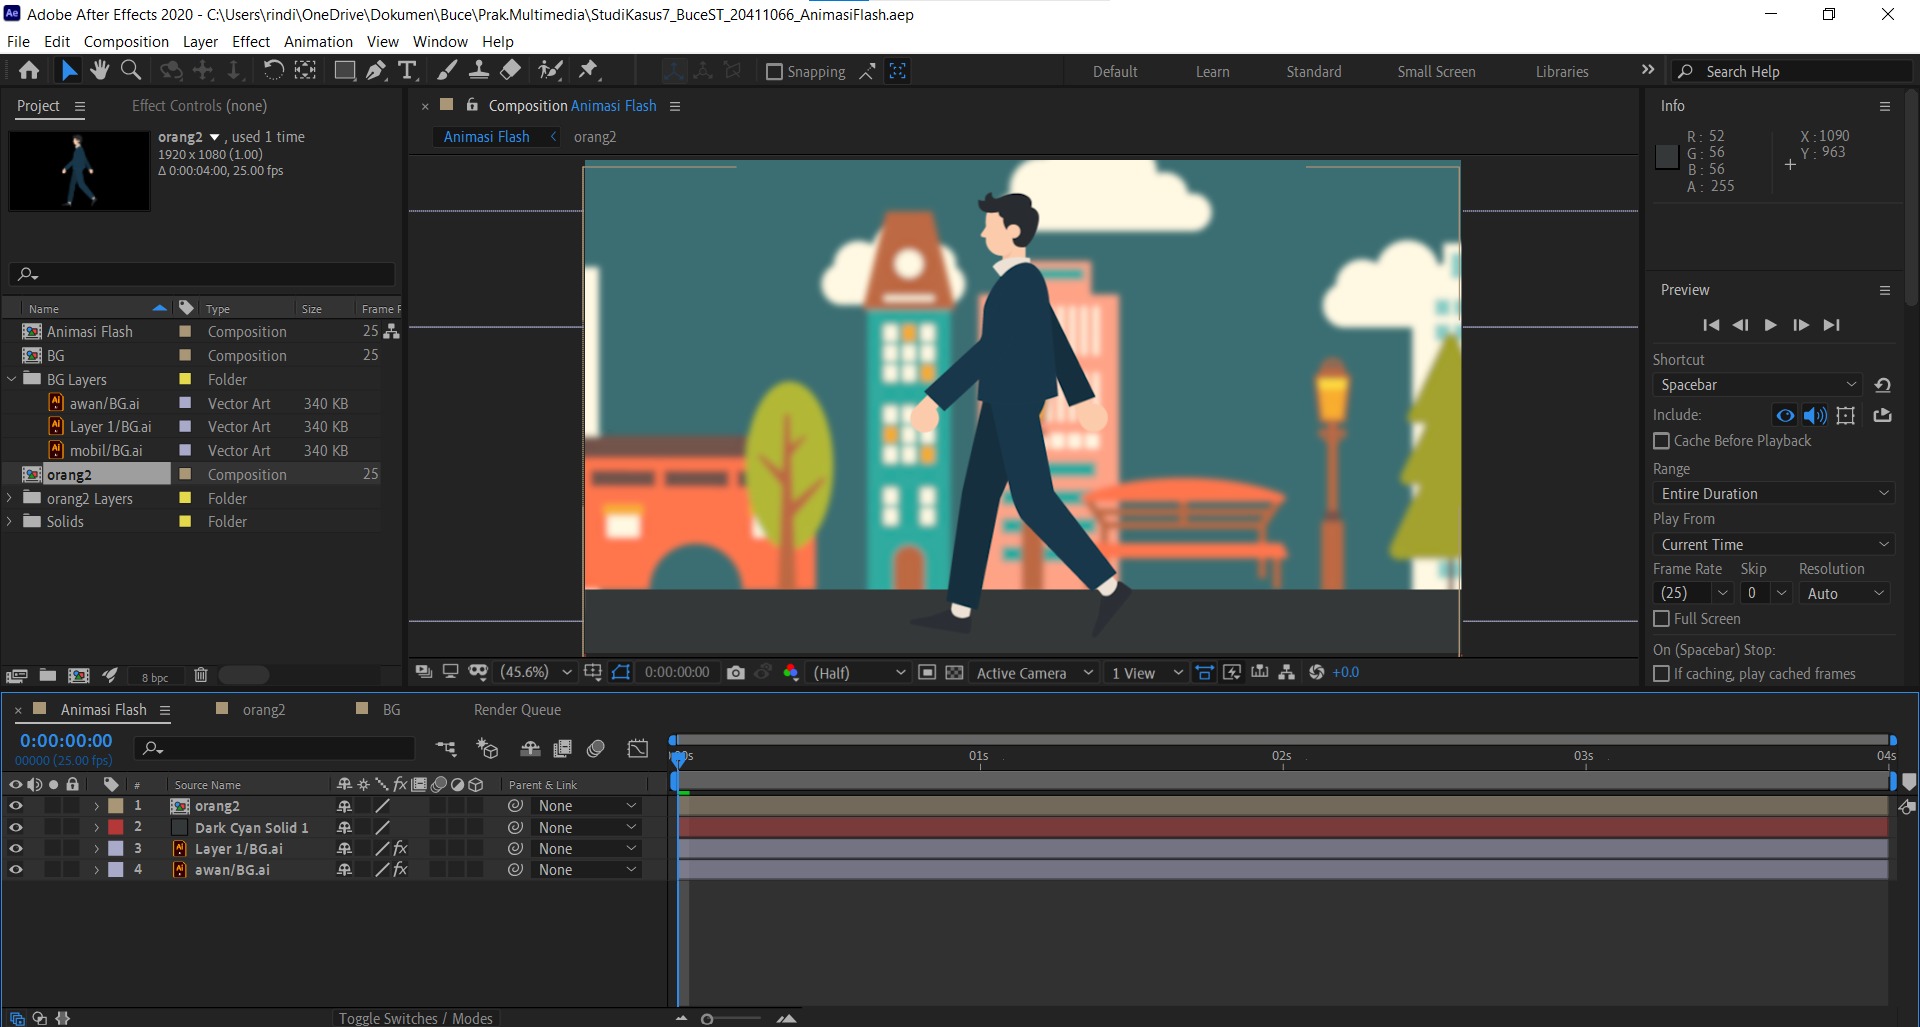 Ae Adobe After Effects 2020 - C:\Users\rindi\OneDrive\Dokumen\Buce\Prak.Multimedia\StudiKasus7_BuceST_20411066_AnimasiFlash.aep
File Edit Composition Layer Effect Animation View Window Help
Snapping Default Learn Standard Small Screen Libraries Search Help
Project Effect Controls (none)
orang2 , used 1 time
1920 x 1080 (1.00)
Δ 0:00:04:00, 25.00 fps
Name Type Size Frame R
Animasi Flash Composition 25
BG Composition 25
BG Layers Folder
Ai awan/BG.ai Vector Art 340 KB
Ai Layer 1/BG.ai Vector Art 340 KB
Ai mobil/BG.ai Vector Art 340 KB
orang2 Composition 25
orang2 Layers Folder
Solids Folder
8 bpc
Composition Animasi Flash
Animasi Flash orang2
(45.6%) 0:00:00:00 (Half) Active Camera 1 View +0.0
Info
R: 52 X: 1090
G: 56 Y: 963
B: 56
A: 255
Preview
Shortcut
Spacebar
Include:
Cache Before Playback
Range
Entire Duration
Play From
Current Time
Frame Rate Skip Resolution
(25) 0 Auto
Full Screen
On (Spacebar) Stop:
If caching, play cached frames
Animasi Flash orang2 BG Render Queue
0:00:00:00
00000 (25.00 fps)
00s 01s 02s 03s 04s
# Source Name fx Parent & Link
1 orang2 None
2 Dark Cyan Solid 1 None
3 Ai Layer 1/BG.ai fx None
4 Ai awan/BG.ai fx None
Toggle Switches / Modes